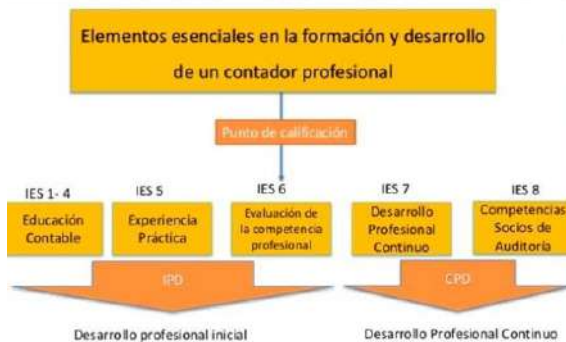 Elementos esenciales en la formación y desarrollo
de un contador profesional
Punto de calificación
IES 1- 4
IES 5
IES 6
IES 7
IES 8
Educación
Contable
Experiencia
Práctica
Evaluación de
la competencia
profesional
Desarrollo
Profesional
Continuo
Competencias
Socios de
Auditoría
IPD
CPD
Desarrollo profesional inicial
Desarrollo Profesional Continuo